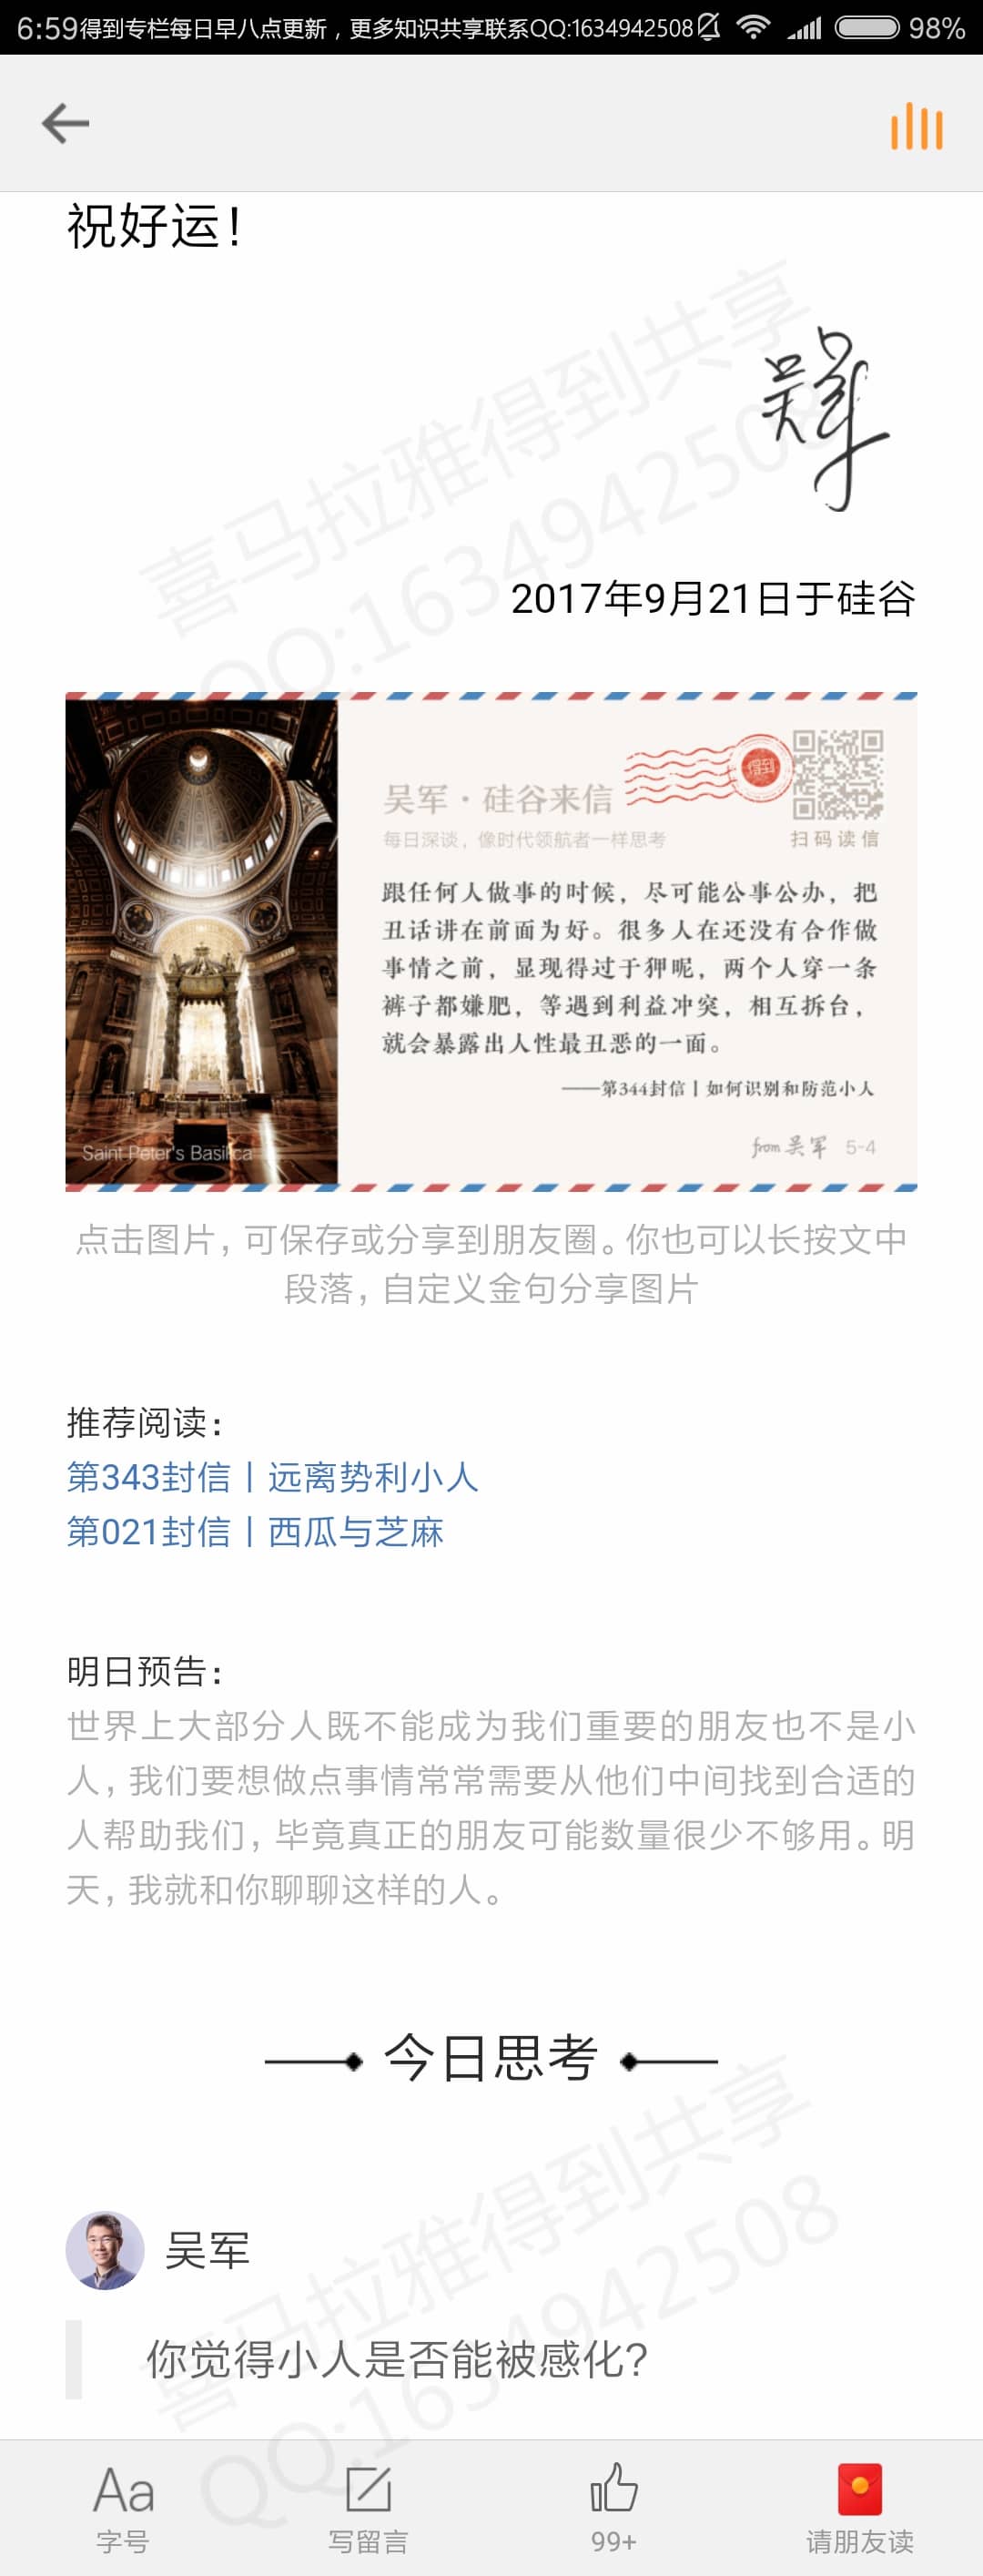 6:59得到专栏每日早八点更新，更多知识共享联系QQ:1634942508 98%
祝好运！
吴军
喜马拉雅得到共享
QQ:1634942508
2017年9月21日于硅谷
吴军·硅谷来信
得到
每日深谈，像时代领航者一样思考
扫码读信
跟任何人做事的时候，尽可能公事公办，把
丑话讲在前面为好。很多人在还没有合作做
事情之前，显现得过于狎昵，两个人穿一条
裤子都嫌肥，等遇到利益冲突，相互拆台，
就会暴露出人性最丑恶的一面。
——第344封信丨如何识别和防范小人
Saint Peter's Basilica
from 吴军 5-4
点击图片，可保存或分享到朋友圈。你也可以长按文中
段落，自定义金句分享图片
推荐阅读：
第343封信丨远离势利小人
第021封信丨西瓜与芝麻
明日预告：
世界上大部分人既不能成为我们重要的朋友也不是小
人，我们要想做点事情常常需要从他们中间找到合适的
人帮助我们，毕竟真正的朋友可能数量很少不够用。明
天，我就和你聊聊这样的人。
今日思考
喜马拉雅得到共享
QQ:1634942508
吴军
你觉得小人是否能被感化？
Aa
字号
写留言
99+
请朋友读